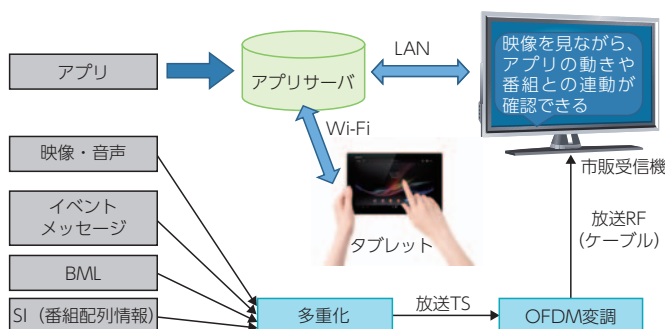 アプリ
アプリサーバ
LAN
映像を見ながら、
アプリの動きや
番組との連動が
確認できる
Wi-Fi
映像・音声
市販受信機
イベント
メッセージ
タブレット
放送RF
(ケーブル)
BML
SI（番組配列情報）
多重化
放送TS
OFDM変調